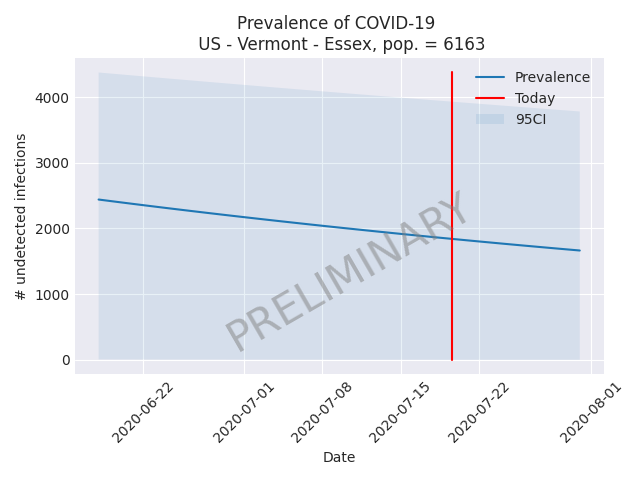 Prevalence of COVID-19
US - Vermont - Essex, pop. = 6163
Prevalence
Today
95CI
# undetected infections
4000
3000
2000
1000
0
PRELIMINARY
2020-06-22
2020-07-01
2020-07-08
2020-07-15
2020-07-22
2020-08-01
Date